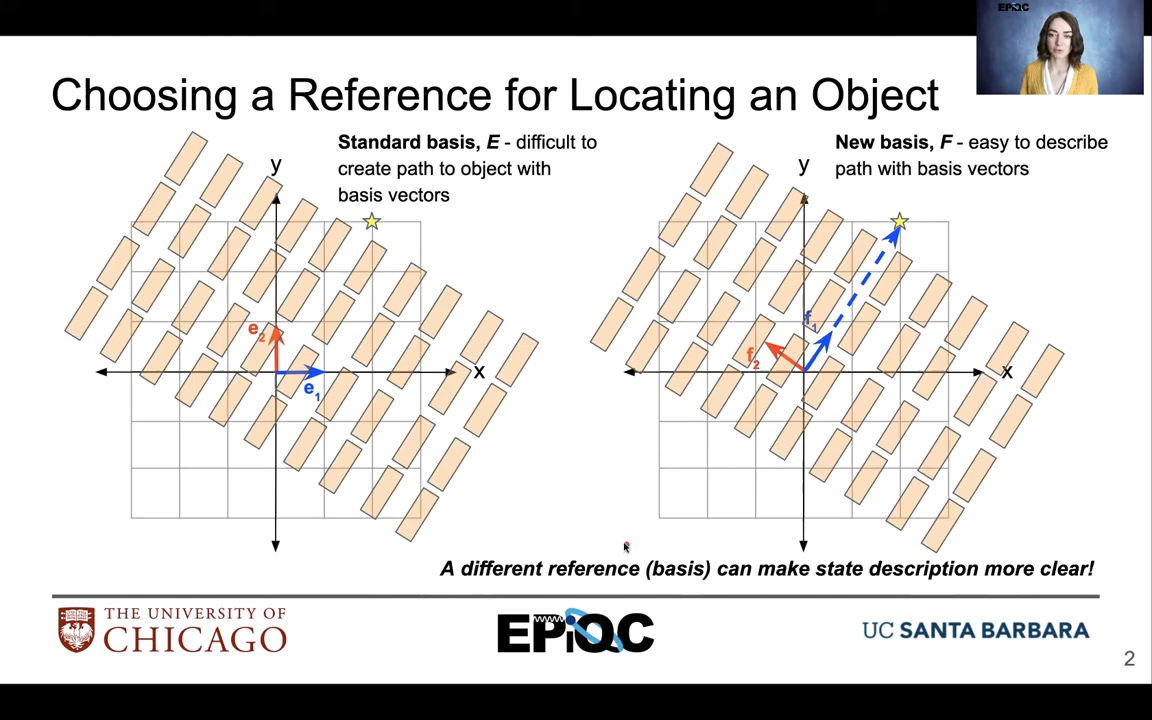 EPiQC
Choosing a Reference for Locating an Object
Standard basis, E - difficult to
create path to object with
basis vectors
y
x
e2
e1
New basis, F - easy to describe
path with basis vectors
y
x
f1
f2
A different reference (basis) can make state description more clear!
THE UNIVERSITY OF
CHICAGO
EPiQC
UC SANTA BARBARA
2